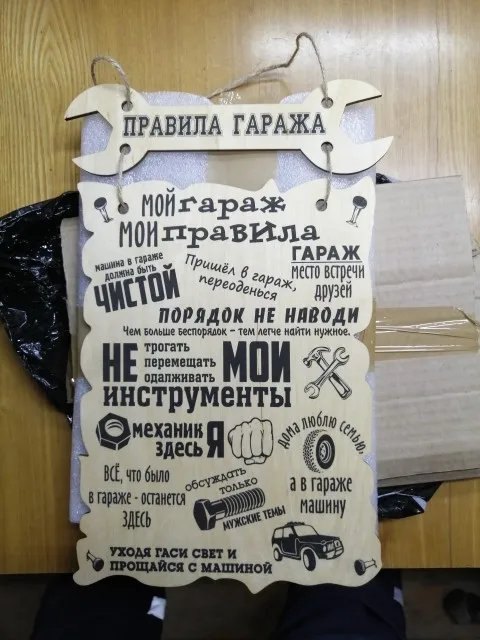 ПРАВИЛА ГАРАЖА
МОЙ гараж
МОИ правила
машина в гараже
должна быть
ЧИСТОЙ
Пришёл в гараж,
переоденься
ГАРАЖ
место встречи
друзей
ПОРЯДОК НЕ НАВОДИ
Чем больше беспорядок - тем легче найти нужное.
НЕ
трогать
перемещать
одалживать
МОИ
инструменты
механик
здесь Я
дома люблю семью,
а в гараже
машину
ВСЁ, что было
в гараже - останется
ЗДЕСЬ
обсуждать
только
МУЖСКИЕ ТЕМЫ
УХОДЯ ГАСИ СВЕТ И
ПРОЩАЙСЯ С МАШИНОЙ